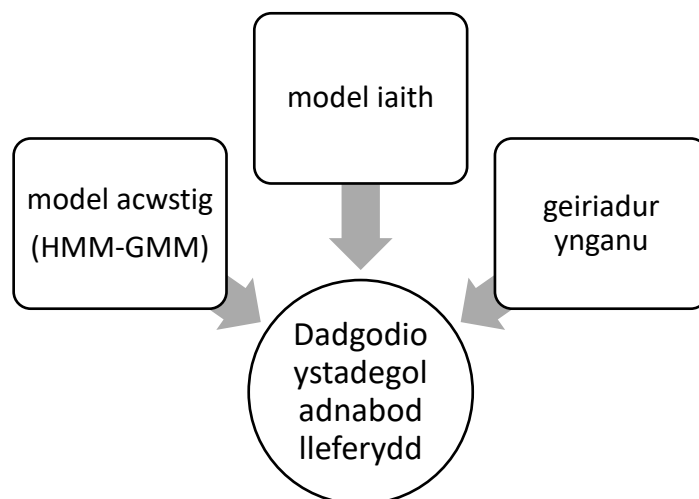 model iaith
model acwstig
(HMM-GMM)
geiriadur
ynganu
Dadgodio
ystadegol
adnabod
lleferydd